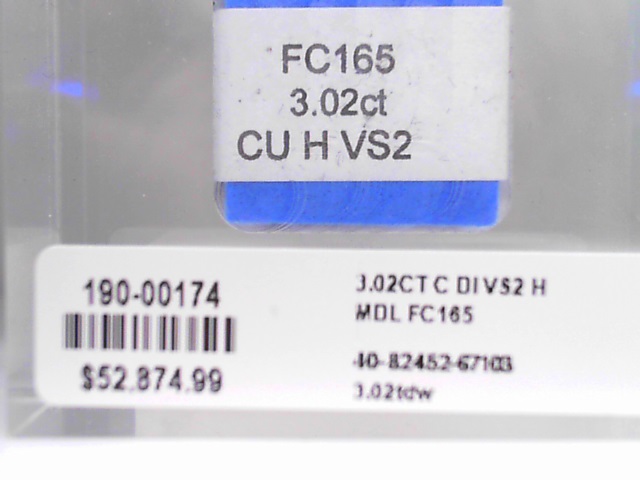 FC165
3.02ct
CU H VS2
190-00174
$52,874.99
3.02CT C DI VS2 H
MDL FC165
40-82452-67103
3.02tdw